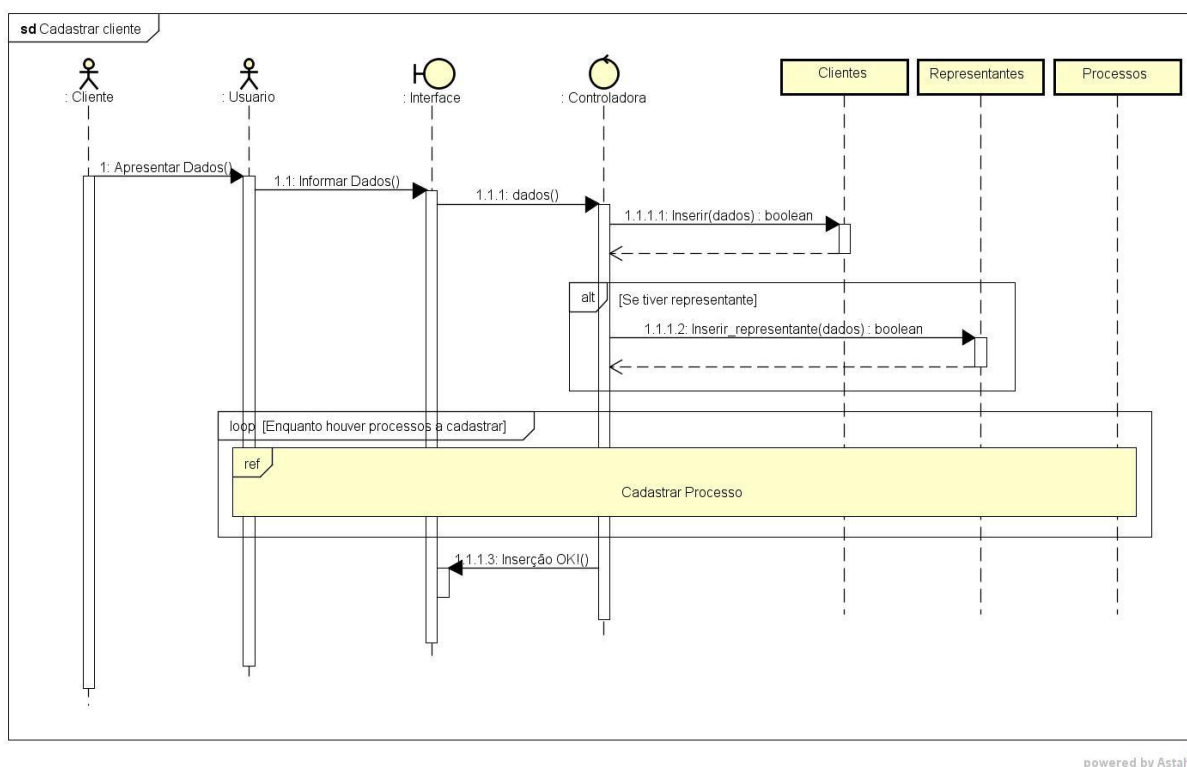 sd Cadastrar cliente
: Cliente
: Usuario
: Interface
: Controladora
Clientes
Representantes
Processos
1: Apresentar Dados()
1.1: Informar Dados()
1.1.1: dados()
1.1.1.1: Inserir(dados) : boolean
alt
[Se tiver representante]
1.1.1.2: Inserir_representante(dados) : boolean
loop [Enquanto houver processos a cadastrar]
ref
Cadastrar Processo
1.1.1.3: Inserção OK!()
powered by Astah